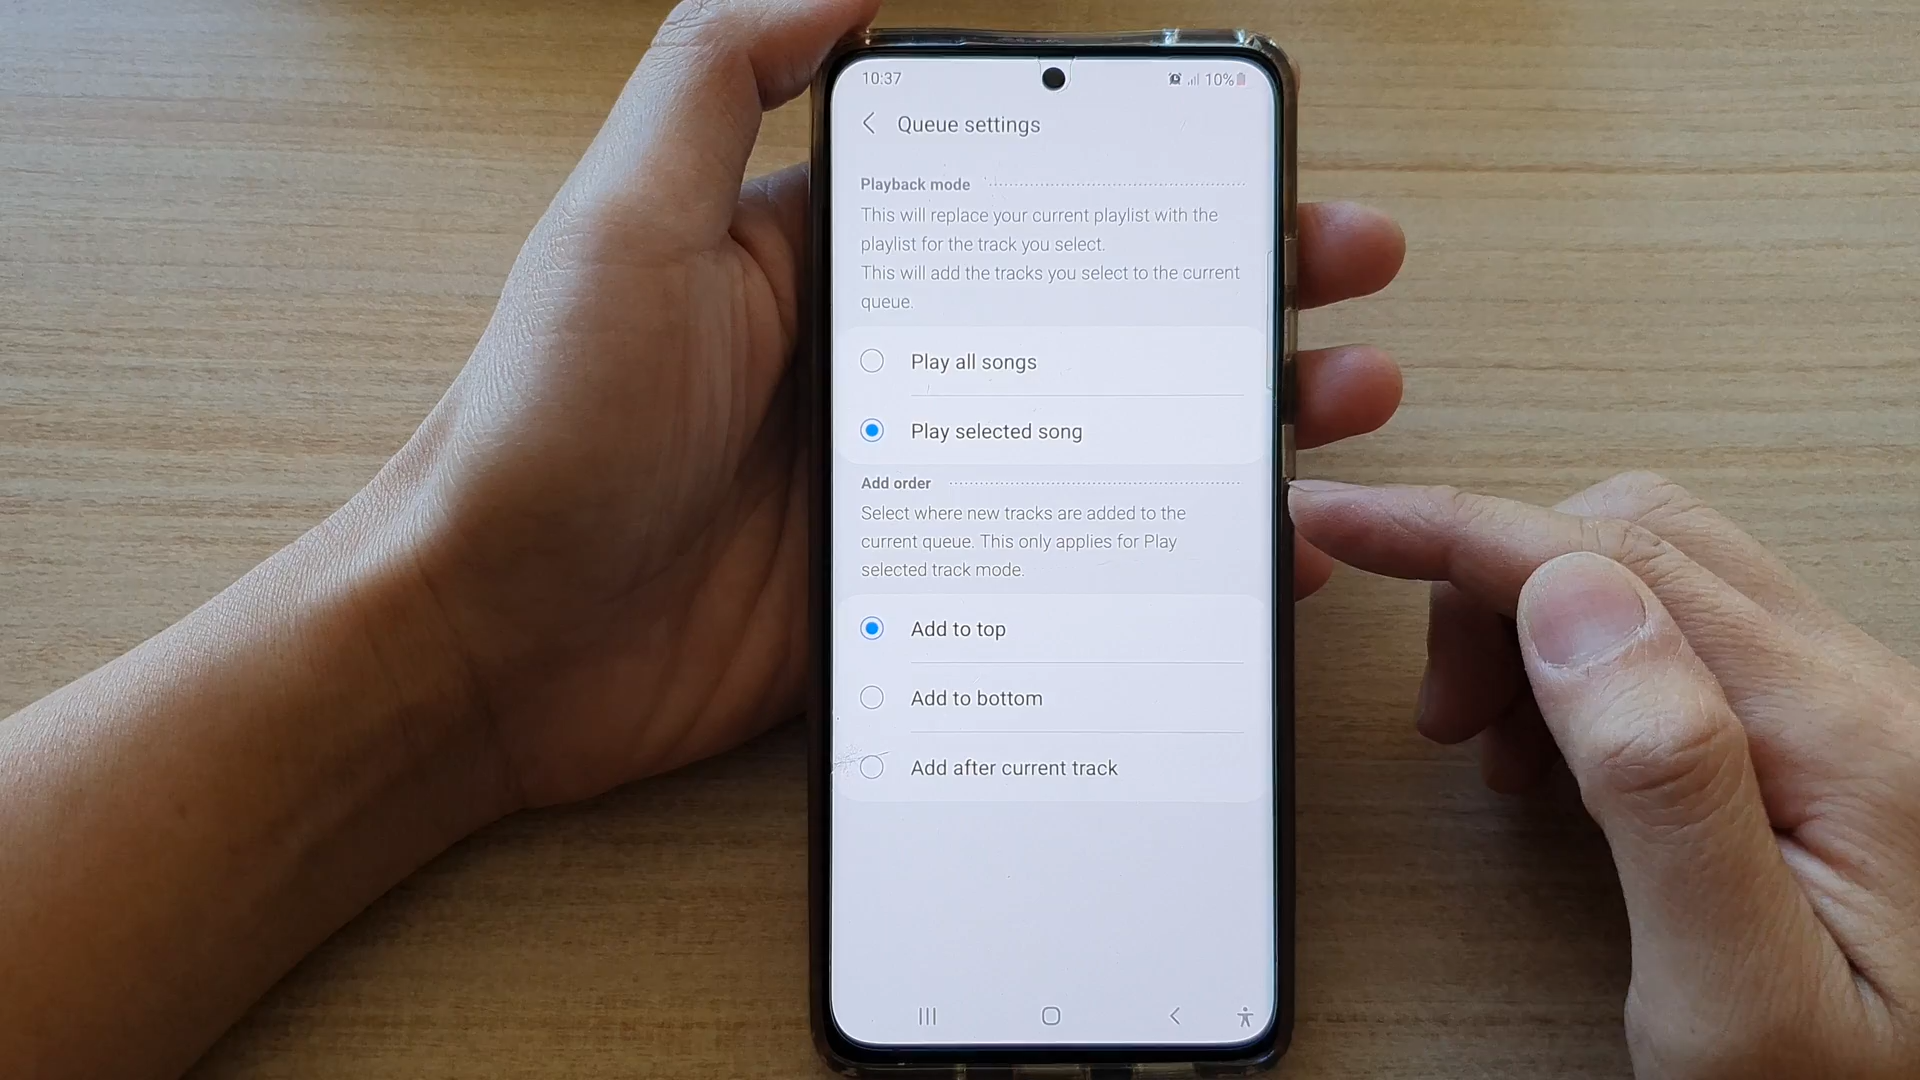 10:37
10%
Queue settings
Playback mode
This will replace your current playlist with the
playlist for the track you select.
This will add the tracks you select to the current
queue.
Play all songs
Play selected song
Add order
Select where new tracks are added to the
current queue. This only applies for Play
selected track mode.
Add to top
Add to bottom
Add after current track